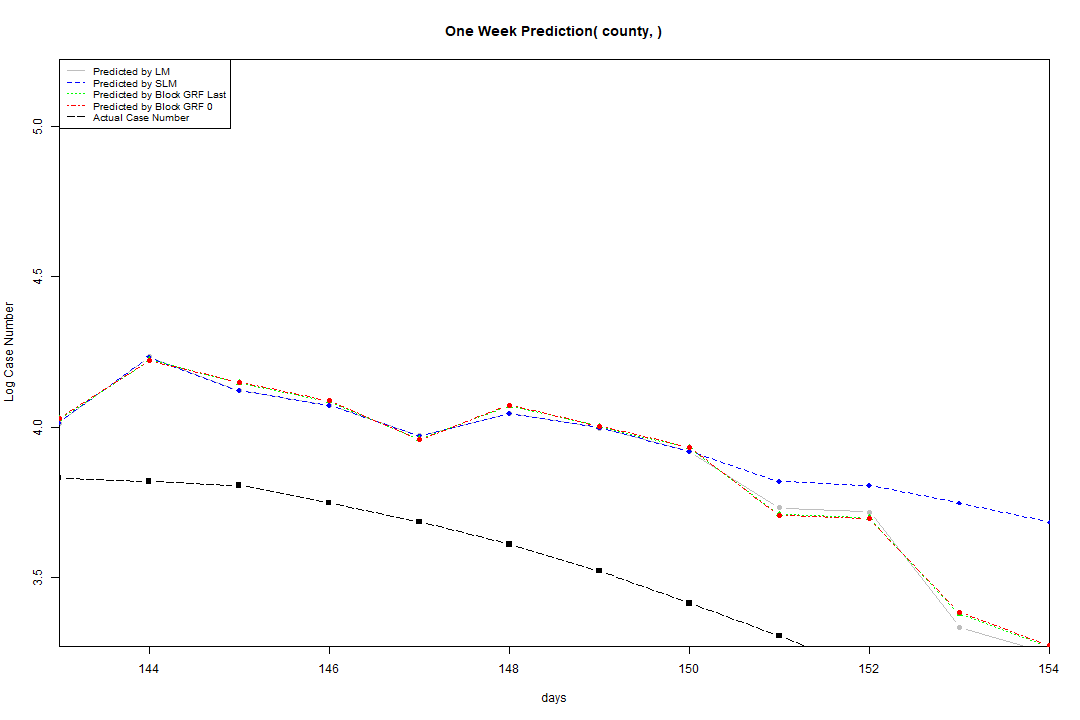 One Week Prediction( county, )
Predicted by LM
Predicted by SLM
Predicted by Block GRF Last
Predicted by Block GRF 0
Actual Case Number
5.0
4.5
4.0
3.5
Log Case Number
144 146 148 150 152 154
days